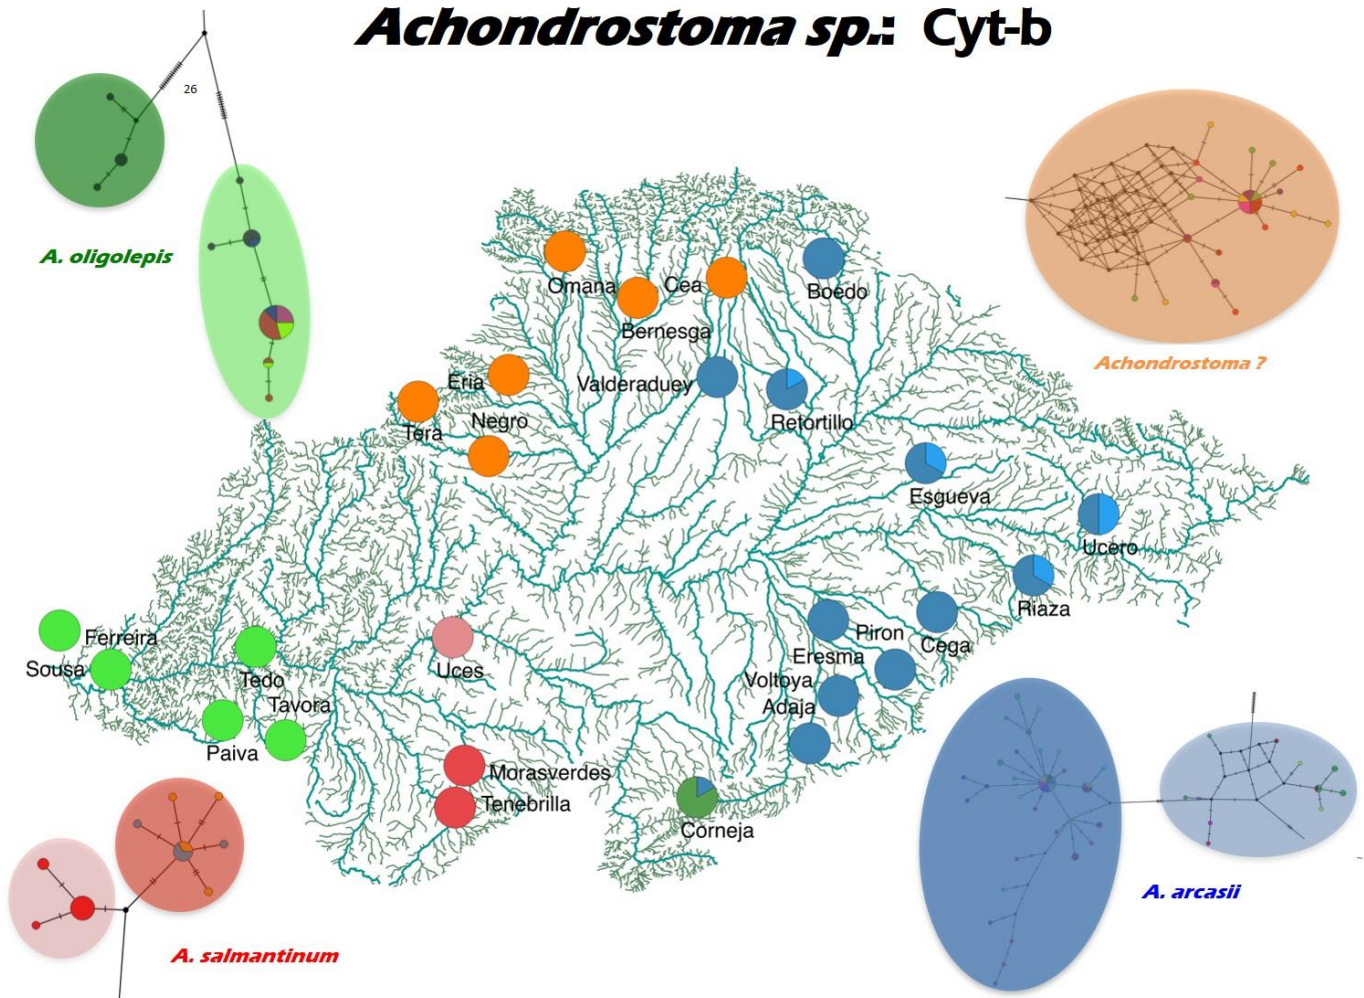 Achondrostoma sp.: Cyt-b
26
A. oligolepis
Achondrostoma ?
Omana
Cea
Boedo
Bernesga
Eria
Valderaduey
Negro
Retortillo
Tera
Esgueva
Ucero
Riaza
Ferreira
Piron
Cega
Sousa
Uces
Eresma
Tedo
Voltoya
Tavora
Adaja
Paiva
Morasverdes
Tenebrilla
Corneja
A. arcasii
A. salmantinum